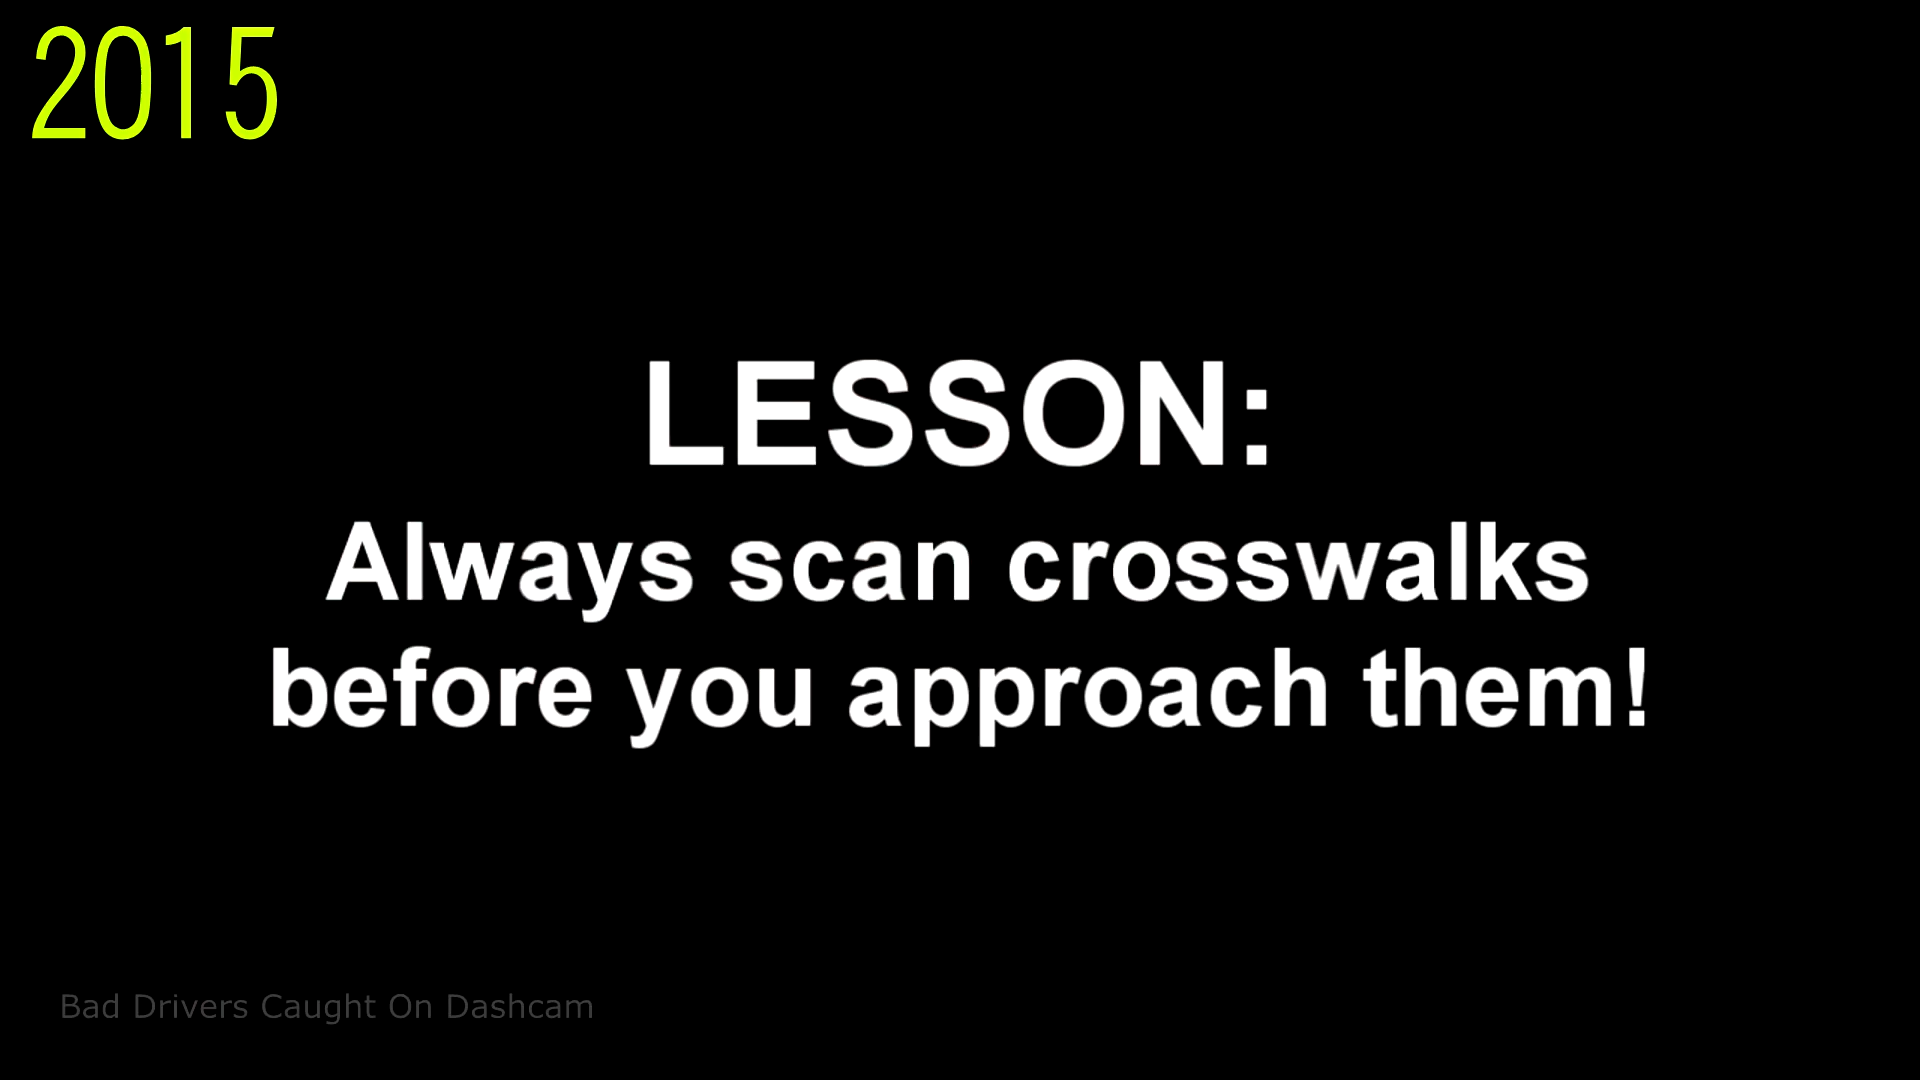 2015
LESSON:
Always scan crosswalks
before you approach them!
Bad Drivers Caught On Dashcam